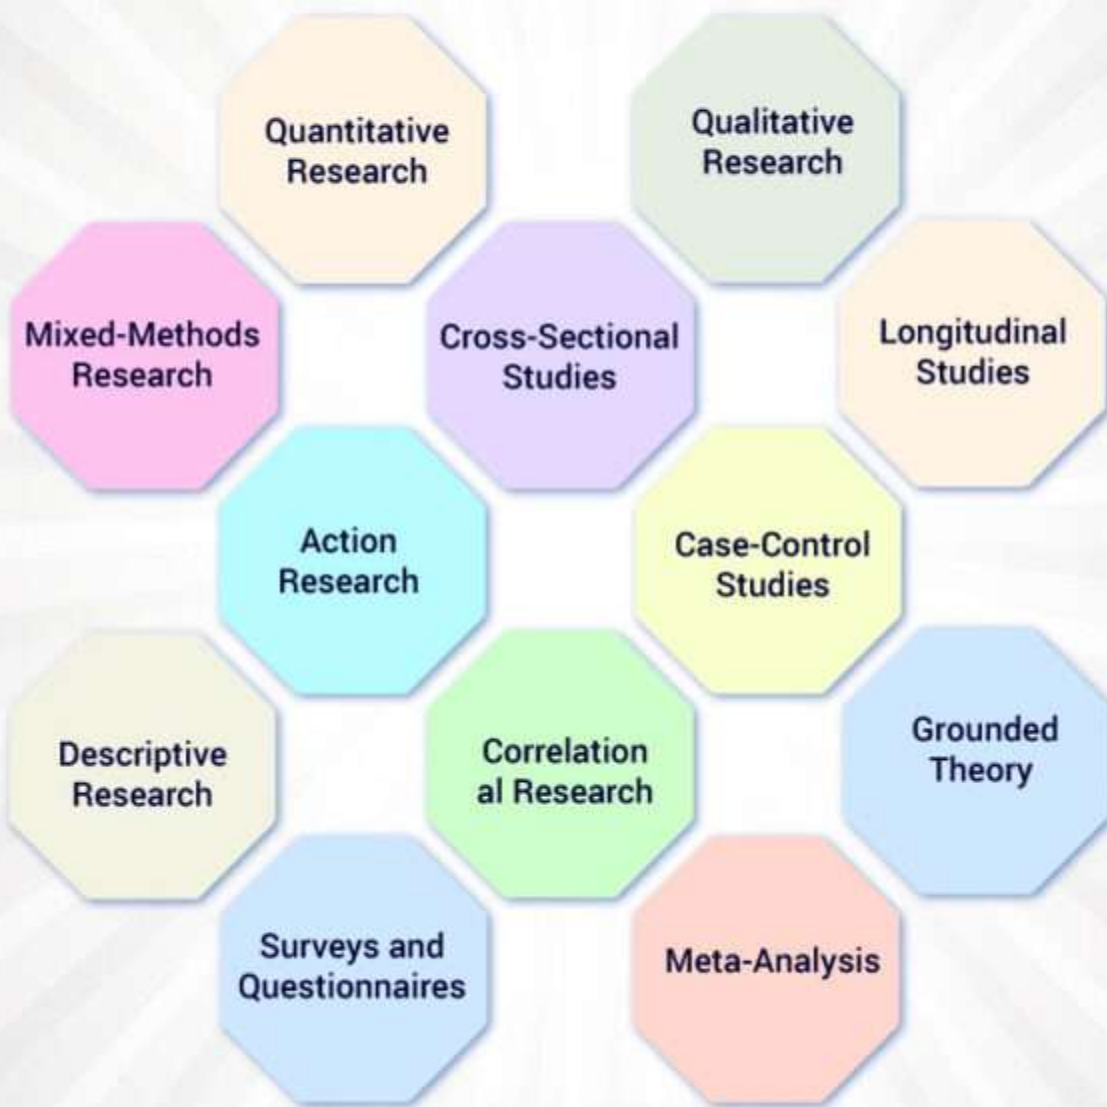 Quantitative
Research
Qualitative
Research
Mixed-Methods
Research
Cross-Sectional
Studies
Longitudinal
Studies
Action
Research
Case-Control
Studies
Descriptive
Research
Correlation
al Research
Grounded
Theory
Surveys and
Questionnaires
Meta-Analysis